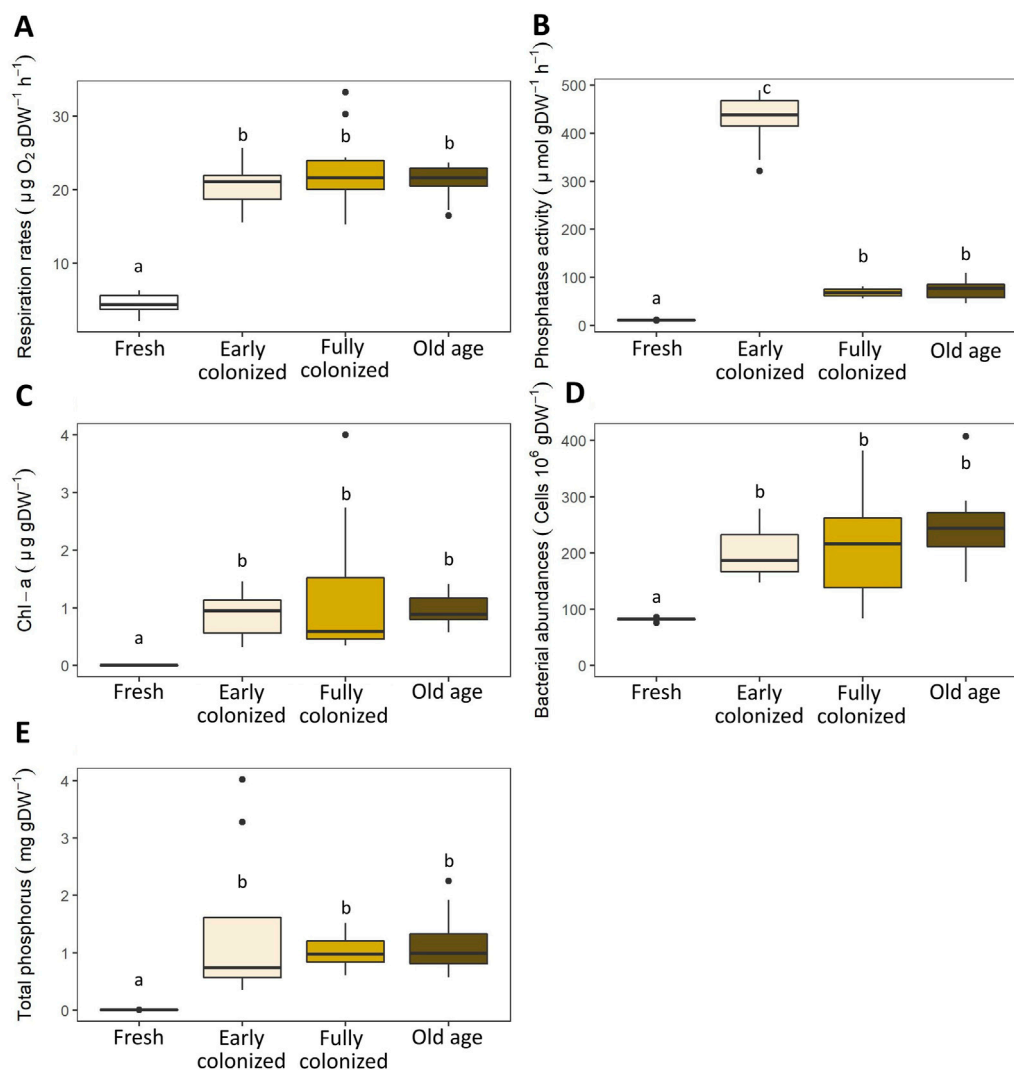 A
Respiration rates ( µg O₂ gDW⁻¹ h⁻¹ )
30
20
10
a
b
b
b
Fresh
Early colonized
Fully colonized
Old age
B
Phosphatase activity ( µmol gDW⁻¹ h⁻¹ )
500
400
300
200
100
0
a
c
b
b
Fresh
Early colonized
Fully colonized
Old age
C
Chl – a ( µg gDW⁻¹ )
4
3
2
1
0
a
b
b
b
Fresh
Early colonized
Fully colonized
Old age
D
Bacterial abundances ( Cells 10⁶ gDW⁻¹ )
400
300
200
100
0
a
b
b
b
Fresh
Early colonized
Fully colonized
Old age
E
Total phosphorus ( mg gDW⁻¹ )
4
3
2
1
0
a
b
b
b
Fresh
Early colonized
Fully colonized
Old age